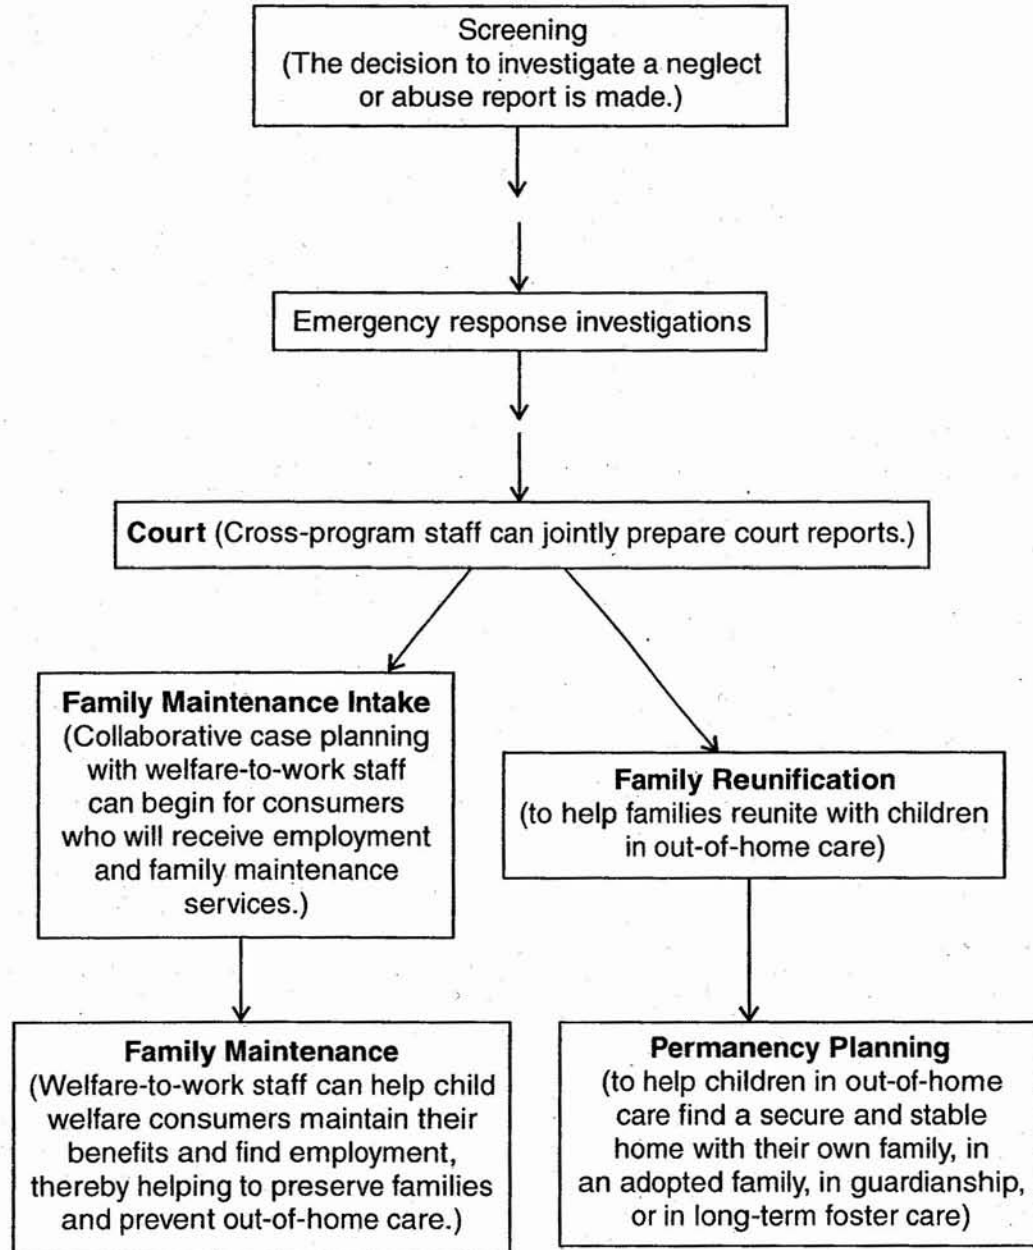 Screening
(The decision to investigate a neglect
or abuse report is made.)
Emergency response investigations
Court (Cross-program staff can jointly prepare court reports.)
Family Maintenance Intake
(Collaborative case planning
with welfare-to-work staff
can begin for consumers
who will receive employment
and family maintenance
services.)
Family Reunification
(to help families reunite with children
in out-of-home care)
Family Maintenance
(Welfare-to-work staff can help child
welfare consumers maintain their
benefits and find employment,
thereby helping to preserve families
and prevent out-of-home care.)
Permanency Planning
(to help children in out-of-home
care find a secure and stable
home with their own family, in
an adopted family, in guardianship,
or in long-term foster care)